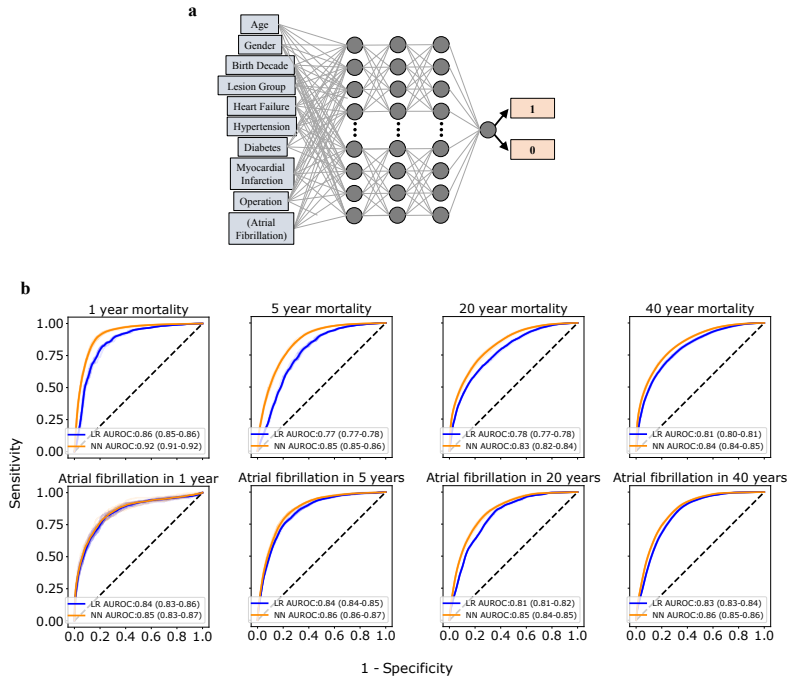 a
Age
Gender
Birth Decade
Lesion Group
Heart Failure
Hypertension
Diabetes
Myocardial
Infarction
Operation
(Atrial
Fibrillation)
1
0
b
1 year mortality
5 year mortality
20 year mortality
40 year mortality
1.00
0.75
0.50
0.25
0.00
LR AUROC:0.86 (0.85-0.86)
NN AUROC:0.92 (0.91-0.92)
LR AUROC:0.77 (0.77-0.78)
NN AUROC:0.85 (0.85-0.86)
LR AUROC:0.78 (0.77-0.78)
NN AUROC:0.83 (0.82-0.84)
LR AUROC:0.81 (0.80-0.81)
NN AUROC:0.84 (0.84-0.85)
Sensitivity
Atrial fibrillation in 1 year
Atrial fibrillation in 5 years
Atrial fibrillation in 20 years
Atrial fibrillation in 40 years
1.00
0.75
0.50
0.25
0.00
LR AUROC:0.84 (0.83-0.86)
NN AUROC:0.85 (0.83-0.87)
LR AUROC:0.84 (0.84-0.85)
NN AUROC:0.86 (0.86-0.87)
LR AUROC:0.81 (0.81-0.82)
NN AUROC:0.85 (0.84-0.85)
LR AUROC:0.83 (0.83-0.84)
NN AUROC:0.86 (0.85-0.86)
0.0 0.2 0.4 0.6 0.8 1.0
0.0 0.2 0.4 0.6 0.8 1.0
0.0 0.2 0.4 0.6 0.8 1.0
0.0 0.2 0.4 0.6 0.8 1.0
1 - Specificity